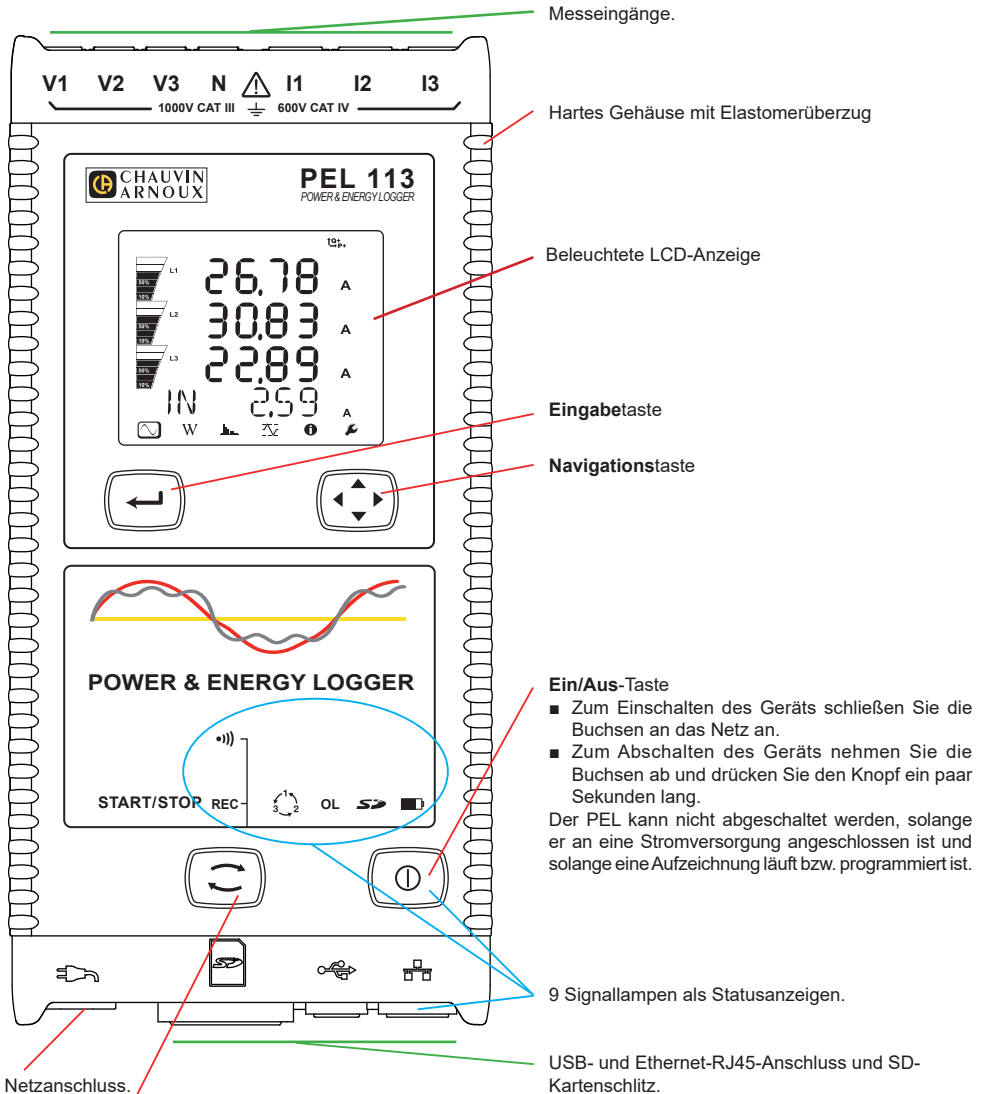 Messeingänge.
V1 V2 V3 N I1 I2 I3
1000V CAT III 600V CAT IV
Hartes Gehäuse mit Elastomerüberzug
CHAUVIN
ARNOUX
PEL 113
POWER & ENERGY LOGGER
Beleuchtete LCD-Anzeige
L1
26.78 A
50%
10%
L2
30.83 A
50%
10%
L3
22.89 A
50%
10%
IN 2.59 A
W
Eingabetaste
Navigationstaste
POWER & ENERGY LOGGER
START/STOP REC
1
3 2
OL
SD
Ein/Aus-Taste
■ Zum Einschalten des Geräts schließen Sie die
Buchsen an das Netz an.
■ Zum Abschalten des Geräts nehmen Sie die
Buchsen ab und drücken Sie den Knopf ein paar
Sekunden lang.
Der PEL kann nicht abgeschaltet werden, solange
er an eine Stromversorgung angeschlossen ist und
solange eine Aufzeichnung läuft bzw. programmiert ist.
SD
9 Signallampen als Statusanzeigen.
USB- und Ethernet-RJ45-Anschluss und SD-
Kartenschlitz.
Netzanschluss.